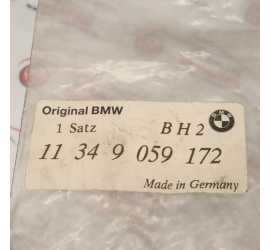 Original BMW
1 Satz BH2
11 34 9 059 172
Made in Germany